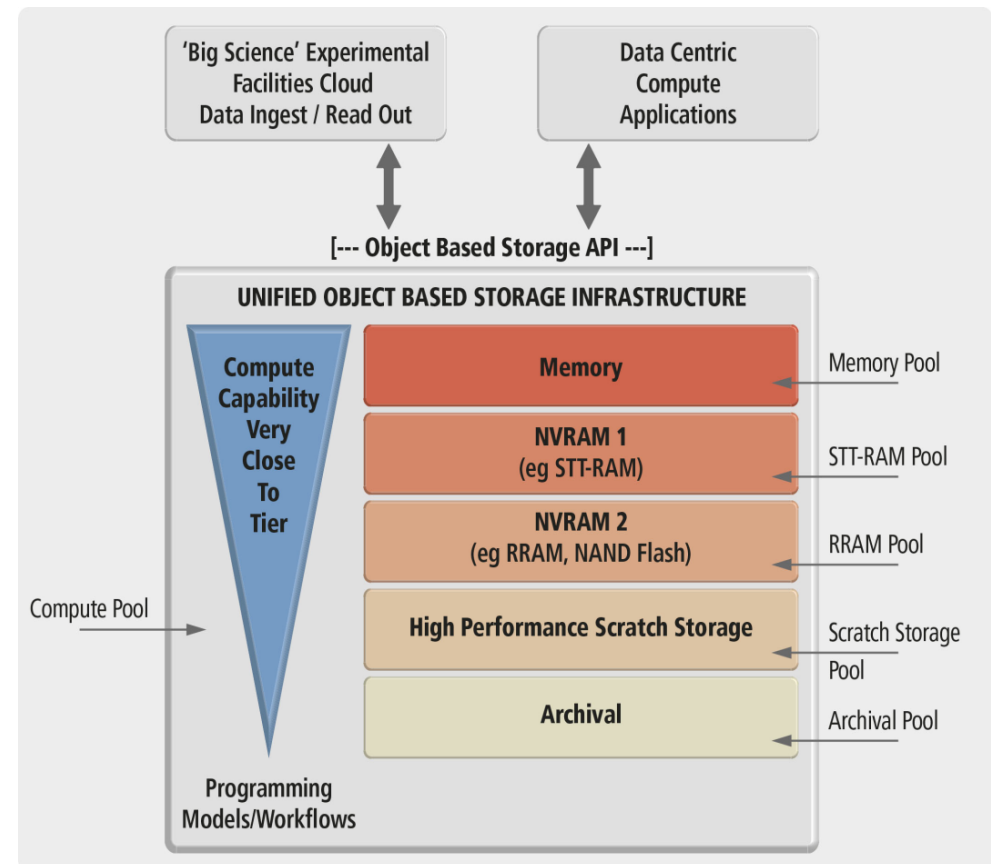 ‘Big Science’ Experimental
Facilities Cloud
Data Ingest / Read Out
Data Centric
Compute
Applications
[--- Object Based Storage API ---]
UNIFIED OBJECT BASED STORAGE INFRASTRUCTURE
Compute
Capability
Very
Close
To
Tier
Memory
Memory Pool
NVRAM 1
(eg STT-RAM)
STT-RAM Pool
NVRAM 2
(eg RRAM, NAND Flash)
RRAM Pool
Compute Pool
High Performance Scratch Storage
Scratch Storage
Pool
Archival
Archival Pool
Programming
Models/Workflows